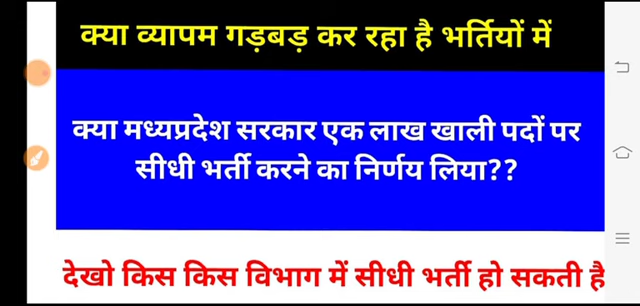 क्या व्यापम गड़बड़ कर रहा है भर्तियों में
क्या मध्यप्रदेश सरकार एक लाख खाली पदों पर
सीधी भर्ती करने का निर्णय लिया??
देखो किस किस विभाग में सीधी भर्ती हो सकती है